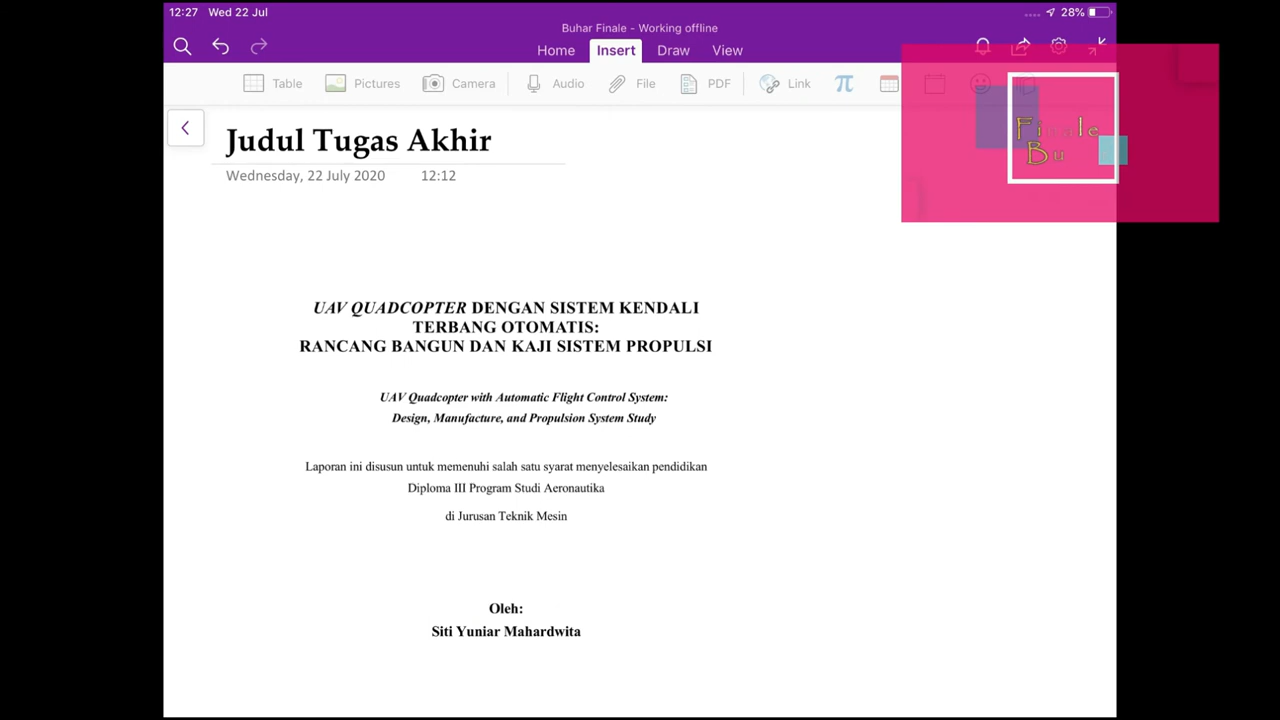 12:27 Wed 22 Jul
28%
Buhar Finale - Working offline
Home Insert Draw View
Table Pictures Camera Audio File PDF Link π
Judul Tugas Akhir
Wednesday, 22 July 2020 12:12
Finale
Bu
UAV QUADCOPTER DENGAN SISTEM KENDALI
TERBANG OTOMATIS:
RANCANG BANGUN DAN KAJI SISTEM PROPULSI
UAV Quadcopter with Automatic Flight Control System:
Design, Manufacture, and Propulsion System Study
Laporan ini disusun untuk memenuhi salah satu syarat menyelesaikan pendidikan
Diploma III Program Studi Aeronautika
di Jurusan Teknik Mesin
Oleh:
Siti Yuniar Mahardwita